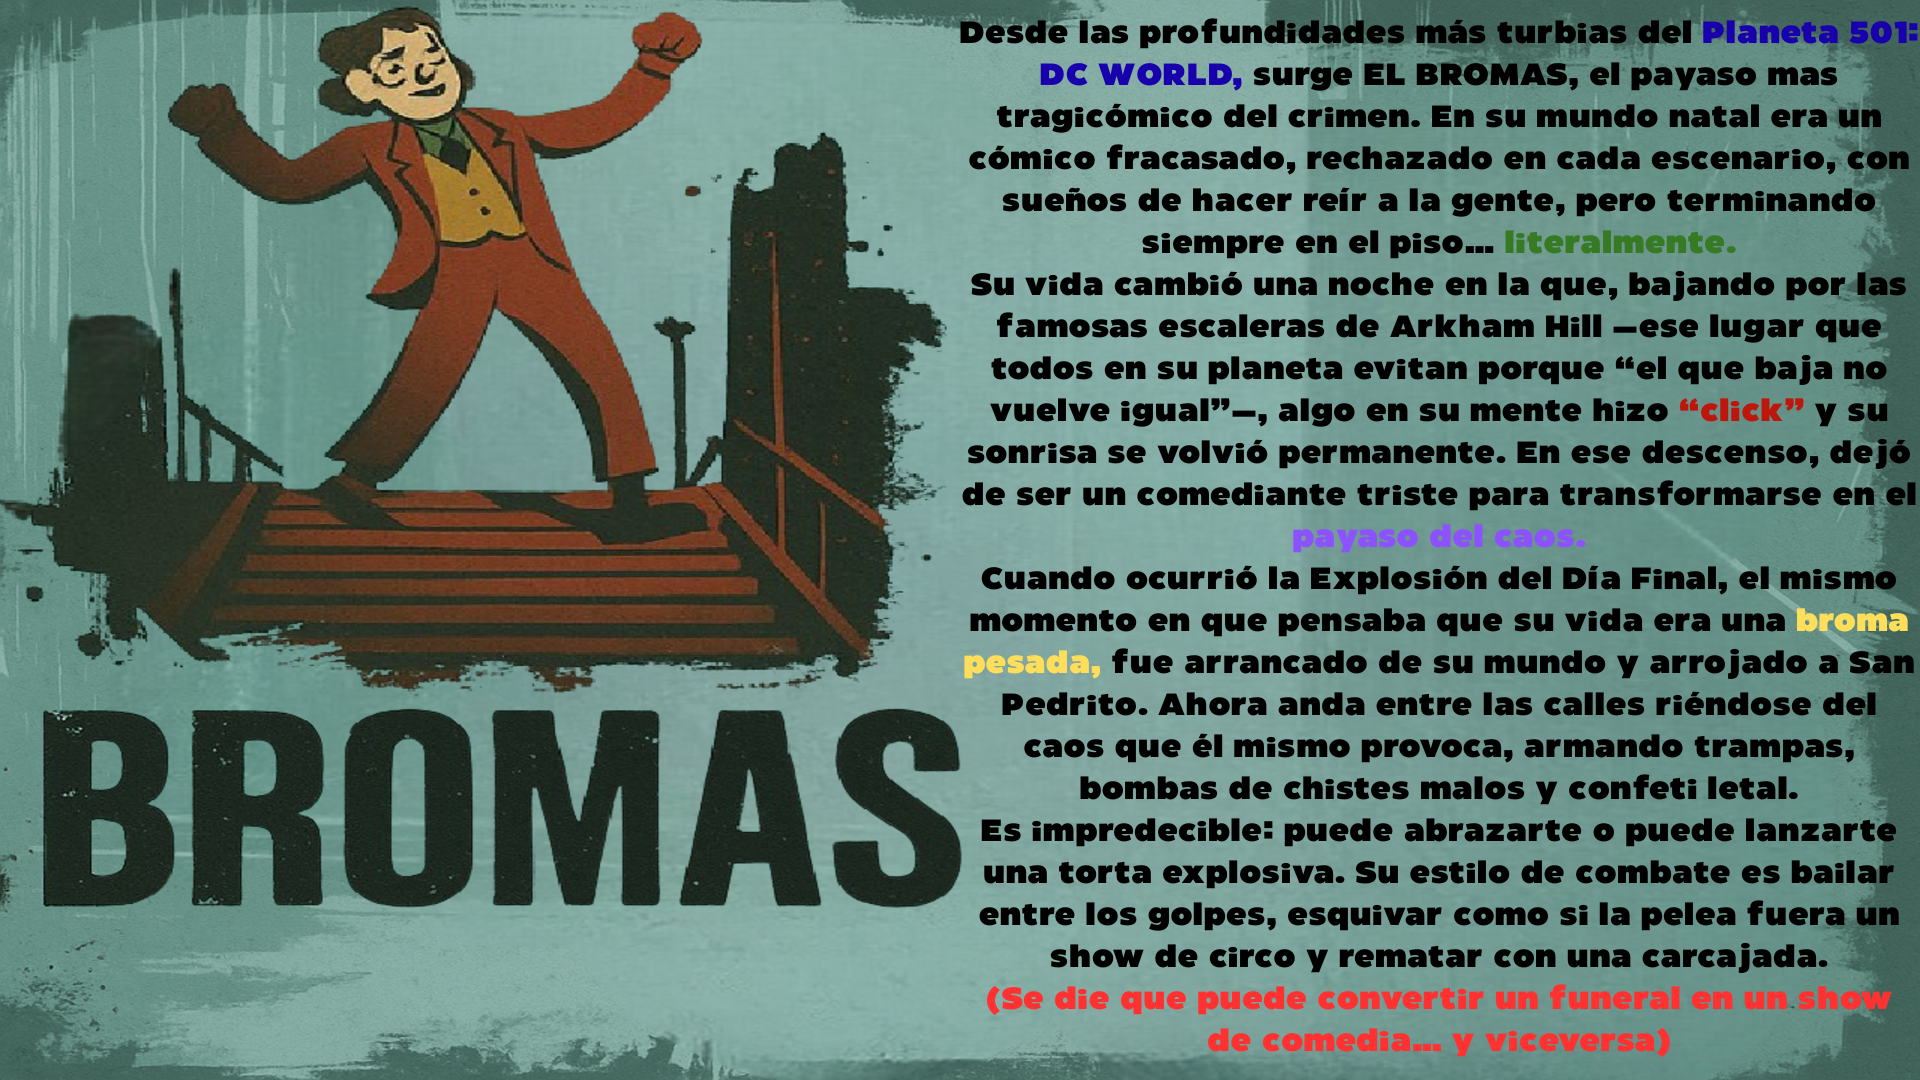 BROMAS
Desde las profundidades más turbias del Planeta 501:
DC WORLD, surge EL BROMAS, el payaso mas
tragicómico del crimen. En su mundo natal era un
cómico fracasado, rechazado en cada escenario, con
sueños de hacer reír a la gente, pero terminando
siempre en el piso... literalmente.
Su vida cambió una noche en la que, bajando por las
famosas escaleras de Arkham Hill —ese lugar que
todos en su planeta evitan porque “el que baja no
vuelve igual”—, algo en su mente hizo “click” y su
sonrisa se volvió permanente. En ese descenso, dejó
de ser un comediante triste para transformarse en el
payaso del caos.
Cuando ocurrió la Explosión del Día Final, el mismo
momento en que pensaba que su vida era una broma
pesada, fue arrancado de su mundo y arrojado a San
Pedrito. Ahora anda entre las calles riéndose del
caos que él mismo provoca, armando trampas,
bombas de chistes malos y confeti letal.
Es impredecible: puede abrazarte o puede lanzarte
una torta explosiva. Su estilo de combate es bailar
entre los golpes, esquivar como si la pelea fuera un
show de circo y rematar con una carcajada.
(Se die que puede convertir un funeral en un show
de comedia... y viceversa)